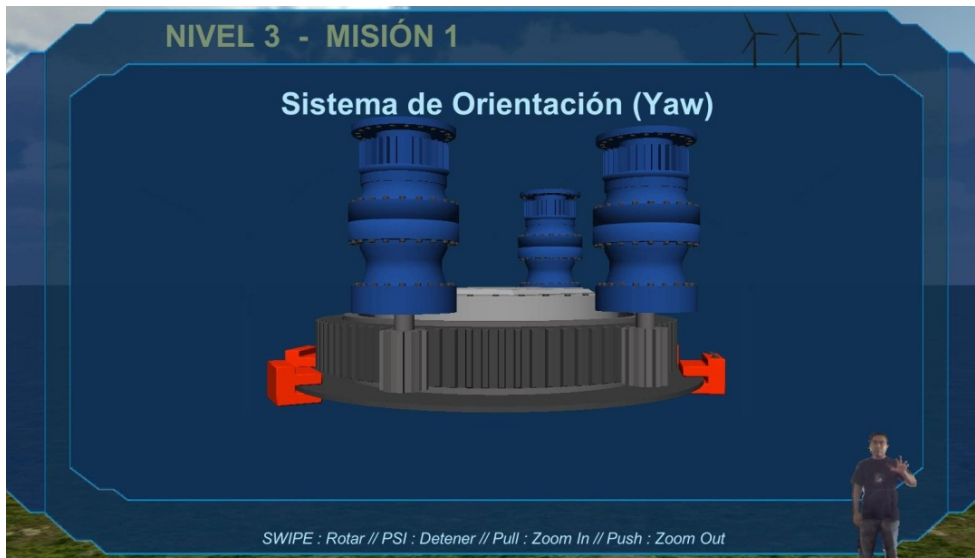 NIVEL 3 - MISIÓN 1
Sistema de Orientación (Yaw)
SWIPE : Rotar // PSI : Detener // Pull : Zoom In // Push : Zoom Out